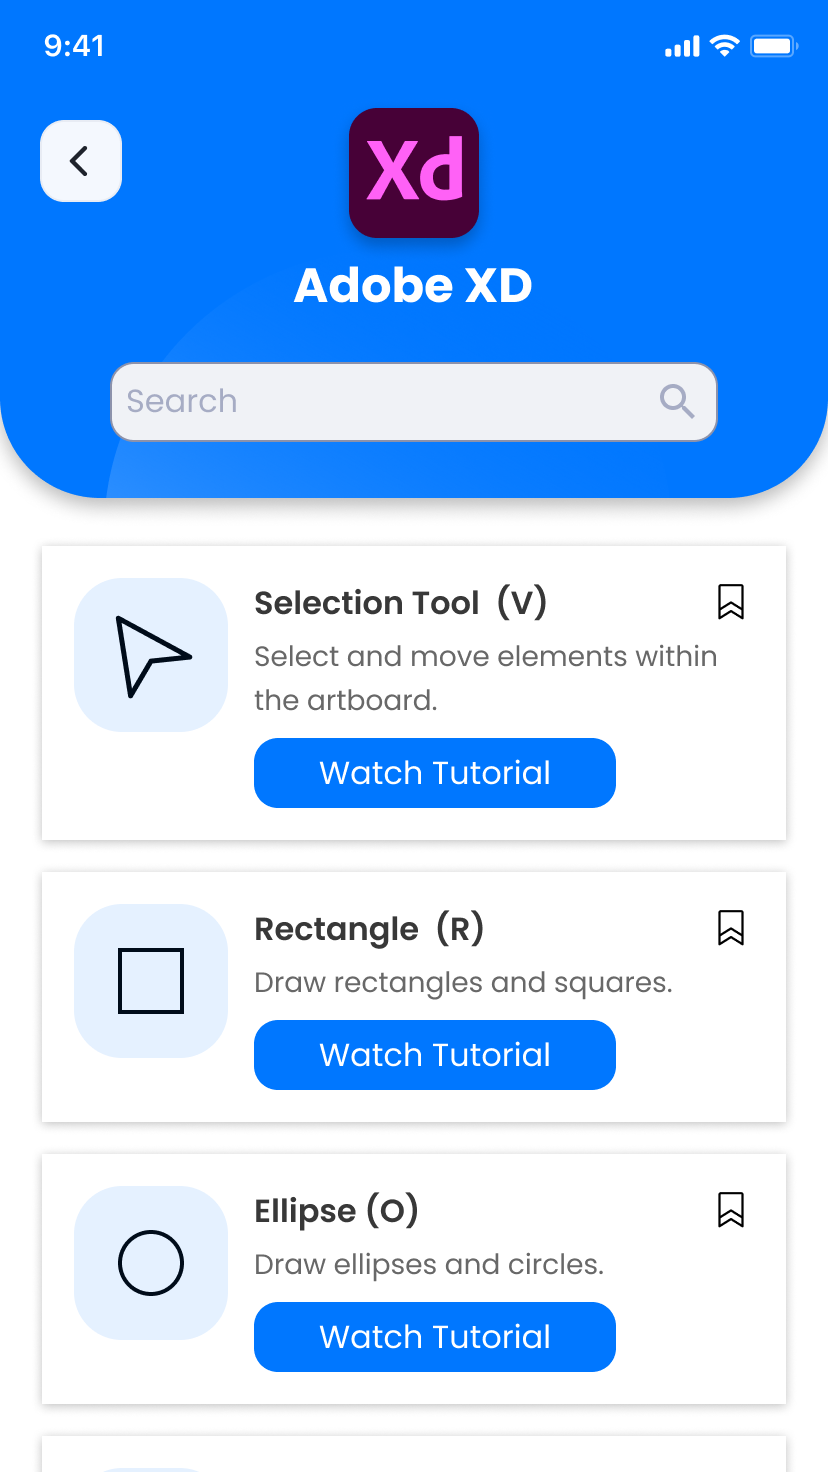 9:41
Xd
Adobe XD
Search
Selection Tool (V)
Select and move elements within
the artboard.
Watch Tutorial
Rectangle (R)
Draw rectangles and squares.
Watch Tutorial
Ellipse (O)
Draw ellipses and circles.
Watch Tutorial